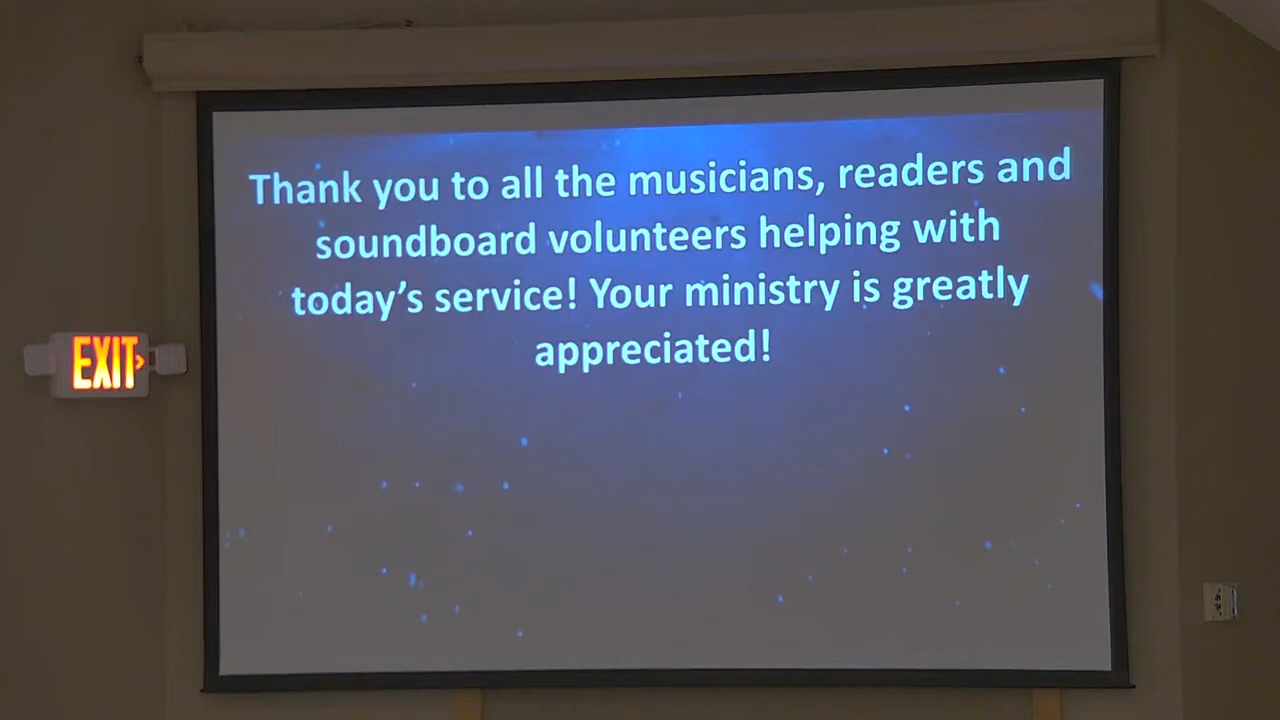 Thank you to all the musicians, readers and
soundboard volunteers helping with
today’s service! Your ministry is greatly
appreciated!
EXIT